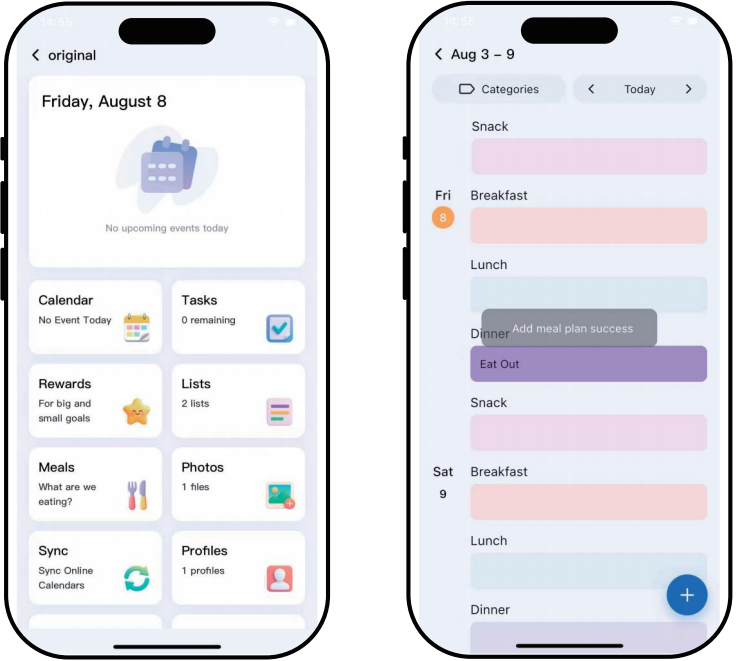 14:55
original
Friday, August 8
No upcoming events today
Calendar
No Event Today
Tasks
0 remaining
Rewards
For big and
small goals
Lists
2 lists
Meals
What are we
eating?
Photos
1 files
Sync
Sync Online
Calendars
Profiles
1 profiles
Aug 3 – 9
Categories
Today
Snack
Fri
8
Breakfast
Lunch
Add meal plan success
Dinner
Eat Out
Snack
Sat
9
Breakfast
Lunch
Dinner